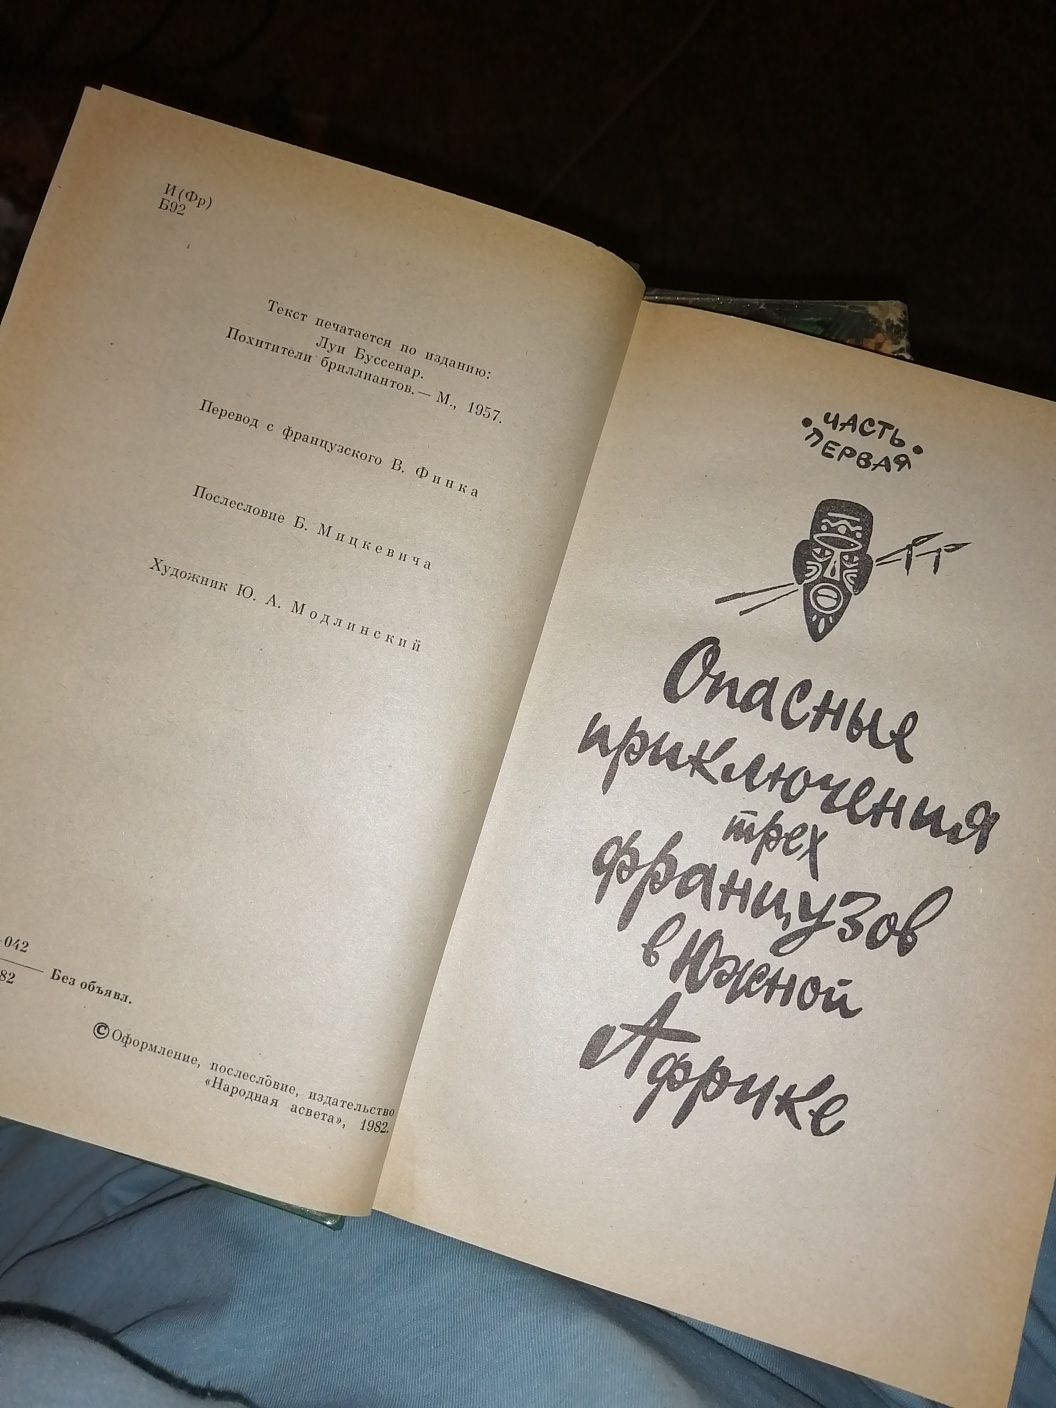 И(Фр)
Б92
Текст печатается по изданию:
Луи Буссенар.
Похитители бриллиантов.— М., 1957.
Перевод с французского В. Финка
Послесловие Б. Мицкевича
Художник Ю. А. Модлинский
-042
82
Без объявл.
©Оформление, послесловие, издательство
«Народная асвета», 1982.
•ЧАСТЬ•
ПЕРВАЯ
Опасные
приключения
трех
французов
в Южной
Африке